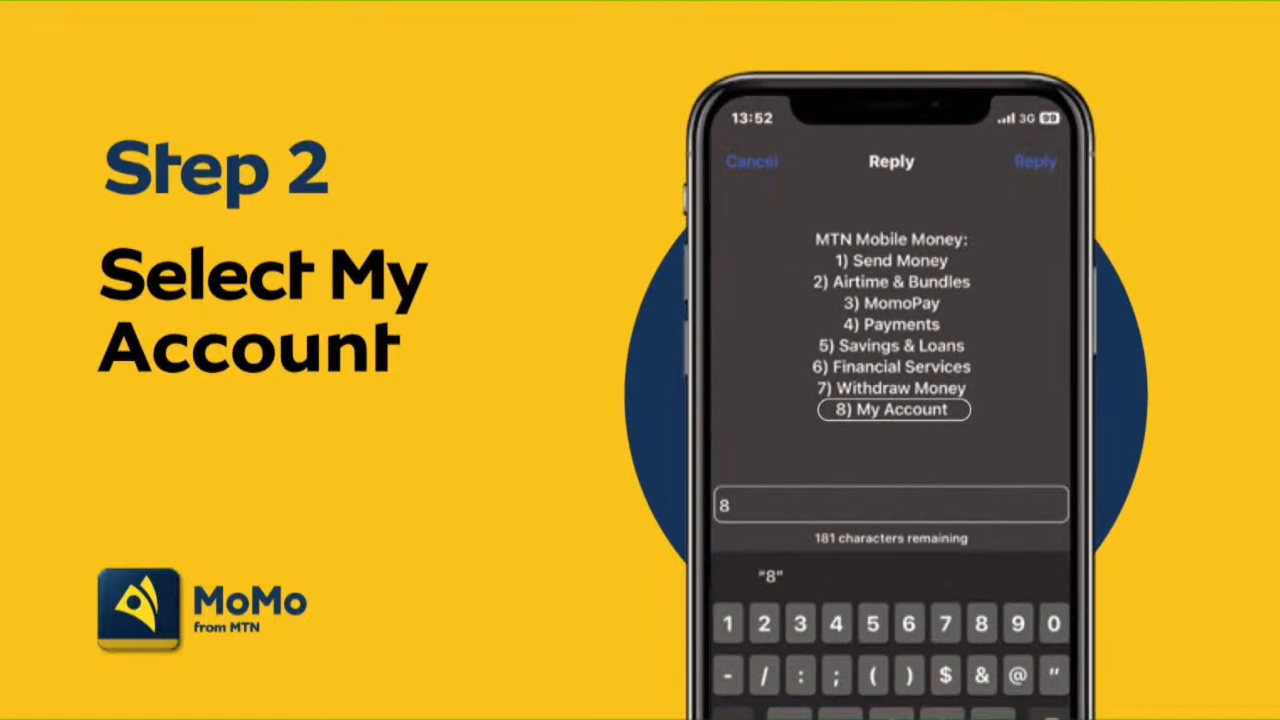 Step 2
Select My
Account
MoMo
from MTN
13:52
3G 99
Cancel
Reply
Reply
MTN Mobile Money:
1) Send Money
2) Airtime & Bundles
3) MomoPay
4) Payments
5) Savings & Loans
6) Financial Services
7) Withdraw Money
8) My Account
8
181 characters remaining
“8”
1 2 3 4 5 6 7 8 9 0
- / : ; ( ) $ & @ "